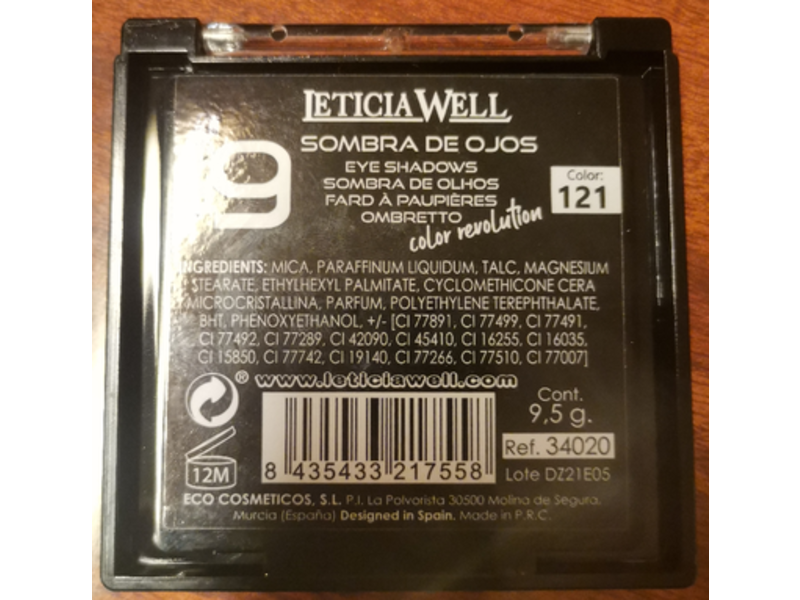 LETICIA WELL
9
SOMBRA DE OJOS
EYE SHADOWS
SOMBRA DE OLHOS
FARD À PAUPIÈRES
OMBRETTO
color revolution
Color:
121
INGREDIENTS: MICA, PARAFFINUM LIQUIDUM, TALC, MAGNESIUM
STEARATE, ETHYLHEXYL PALMITATE, CYCLOMETHICONE CERA
MICROCRISTALLINA, PARFUM, POLYETHYLENE TEREPHTHALATE,
BHT, PHENOXYETHANOL, +/- [CI 77891, CI 77499, CI 77491,
CI 77492, CI 77289, CI 42090, CI 45410, CI 16255, CI 16035,
CI 15850, CI 77742, CI 19140, CI 77266, CI 77510, CI 77007]
® www.leticiawell.com
Cont.
9,5 g.
12M
8 435433 217558
Ref. 34020
Lote DZ21E05
ECO COSMETICOS, S.L. P.I. La Polvorista 30500 Molina de Segura.
Murcia (España) Designed in Spain. Made in P.R.C.